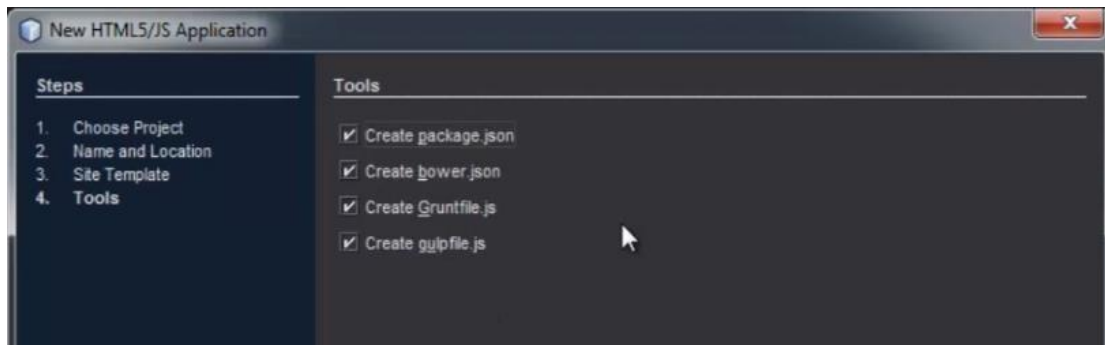 New HTML5/JS Application
Steps
1. Choose Project
2. Name and Location
3. Site Template
4. Tools
Tools
Create package.json
Create bower.json
Create Gruntfile.js
Create gulpfile.js